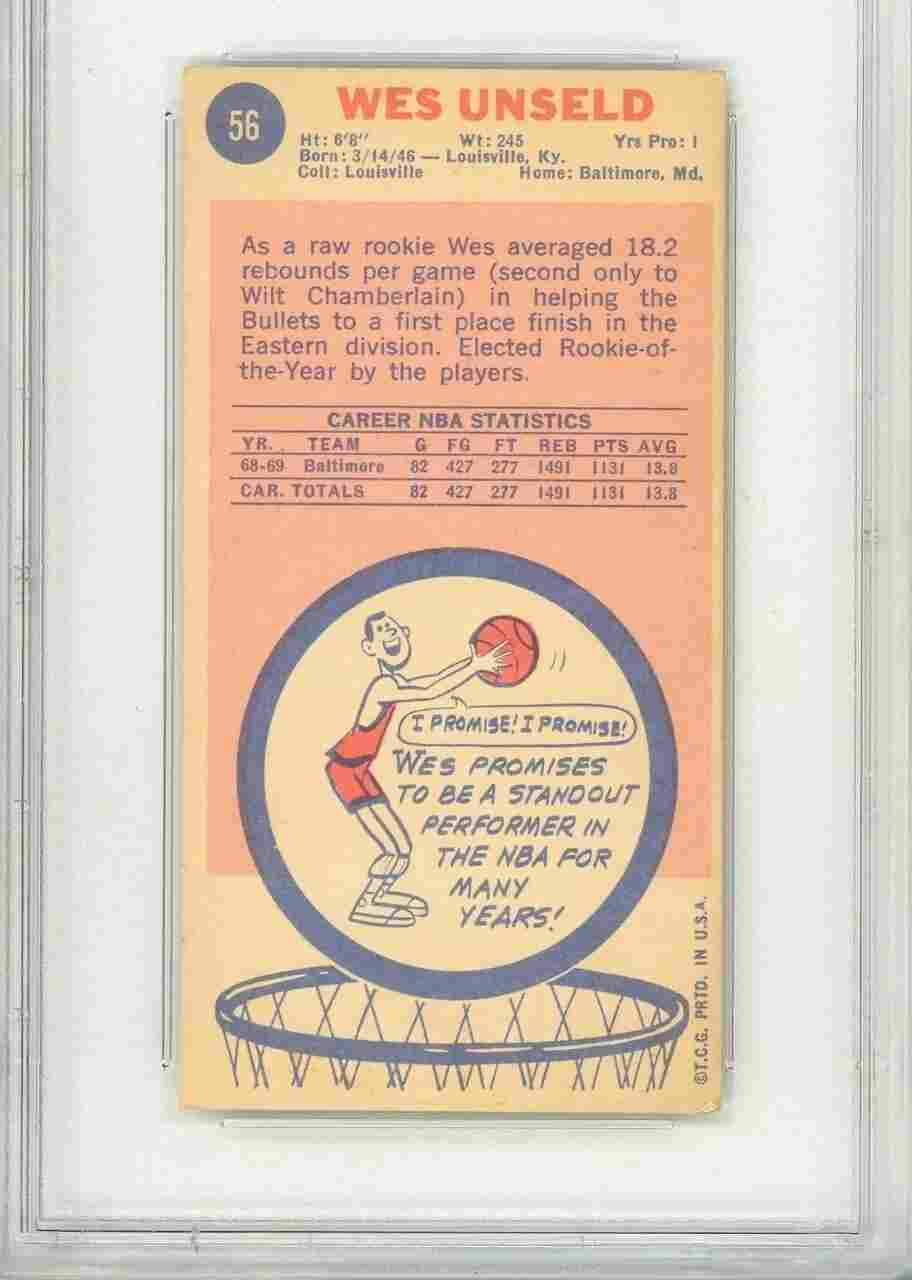 56
WES UNSELD
Ht: 6'8" Wt: 245 Yrs Pro: 1
Born: 3/14/46 — Louisville, Ky.
Coll: Louisville Home: Baltimore, Md.
As a raw rookie Wes averaged 18.2
rebounds per game (second only to
Wilt Chamberlain) in helping the
Bullets to a first place finish in the
Eastern division. Elected Rookie-of-
the-Year by the players.
CAREER NBA STATISTICS
YR. TEAM G FG FT REB PTS AVG
68-69 Baltimore 82 427 277 1491 1131 13.8
CAR. TOTALS 82 427 277 1491 1131 13.8
I PROMISE! I PROMISE!
WES PROMISES
TO BE A STANDOUT
PERFORMER IN
THE NBA FOR
MANY
YEARS!
©T.C.G. PRTD. IN U.S.A.